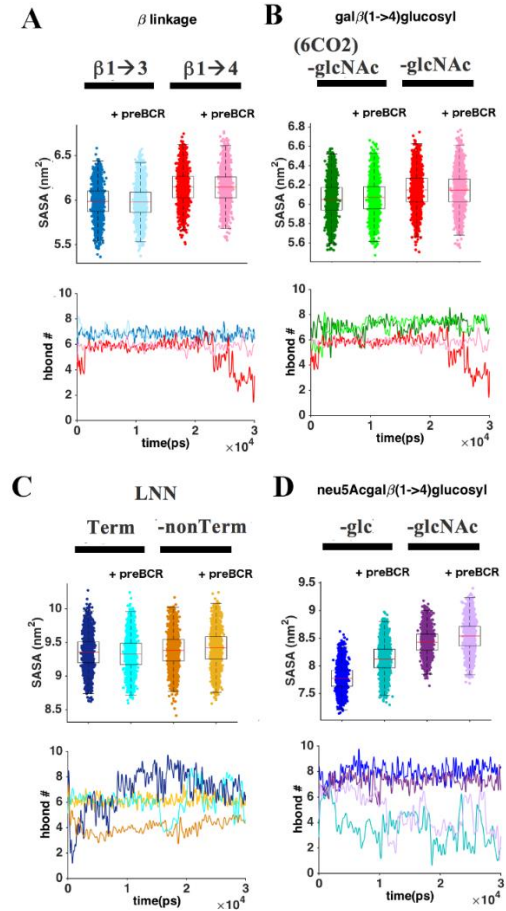 A
β linkage
β1→3 β1→4
+ preBCR + preBCR
SASA (nm²)
6.5
6
5.5
hbond #
10
8
6
4
2
0
0 1 2 3
time(ps) ×10⁴
B
galβ(1->4)glucosyl
(6CO2)
-glcNAc -glcNAc
+ preBCR + preBCR
SASA (nm²)
6.8
6.6
6.4
6.2
6
5.8
5.6
hbond #
10
8
6
4
2
0
0 1 2 3
time(ps) ×10⁴
C
LNN
Term -nonTerm
+ preBCR + preBCR
SASA (nm²)
10
9.5
9
8.5
hbond #
10
8
6
4
2
0
0 1 2 3
time(ps) ×10⁴
D
neu5Acgalβ(1->4)glucosyl
-glc -glcNAc
+ preBCR + preBCR
SASA (nm²)
9.5
9
8.5
8
7.5
hbond #
10
8
6
4
2
0
0 1 2 3
time(ps) ×10⁴